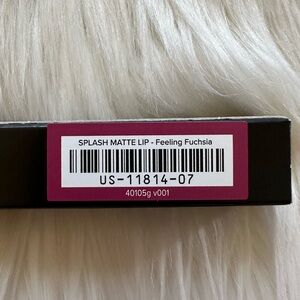 SPLASH MATTE LIP - Feeling Fuchsia
US-11814-07
40105g v001